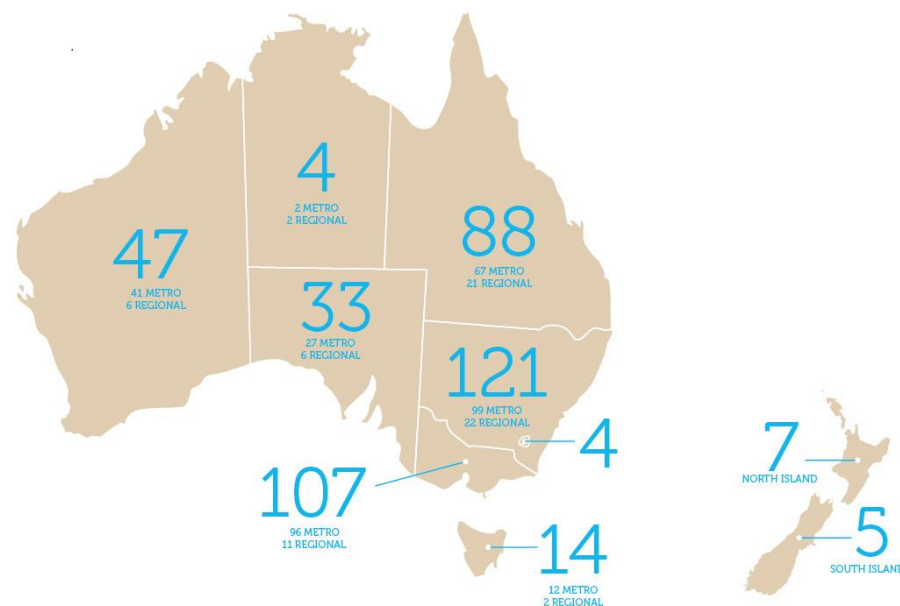 4
2 METRO
2 REGIONAL
47
41 METRO
6 REGIONAL
88
67 METRO
21 REGIONAL
33
27 METRO
6 REGIONAL
121
99 METRO
22 REGIONAL
4
107
96 METRO
11 REGIONAL
14
12 METRO
2 REGIONAL
7
NORTH ISLAND
5
SOUTH ISLAND